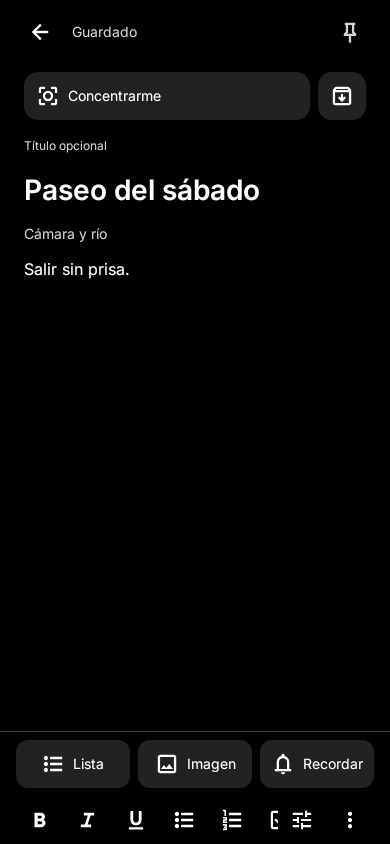 Guardado
Concentrarme
Título opcional
Paseo del sábado
Cámara y río
Salir sin prisa.
Lista
Imagen
Recordar